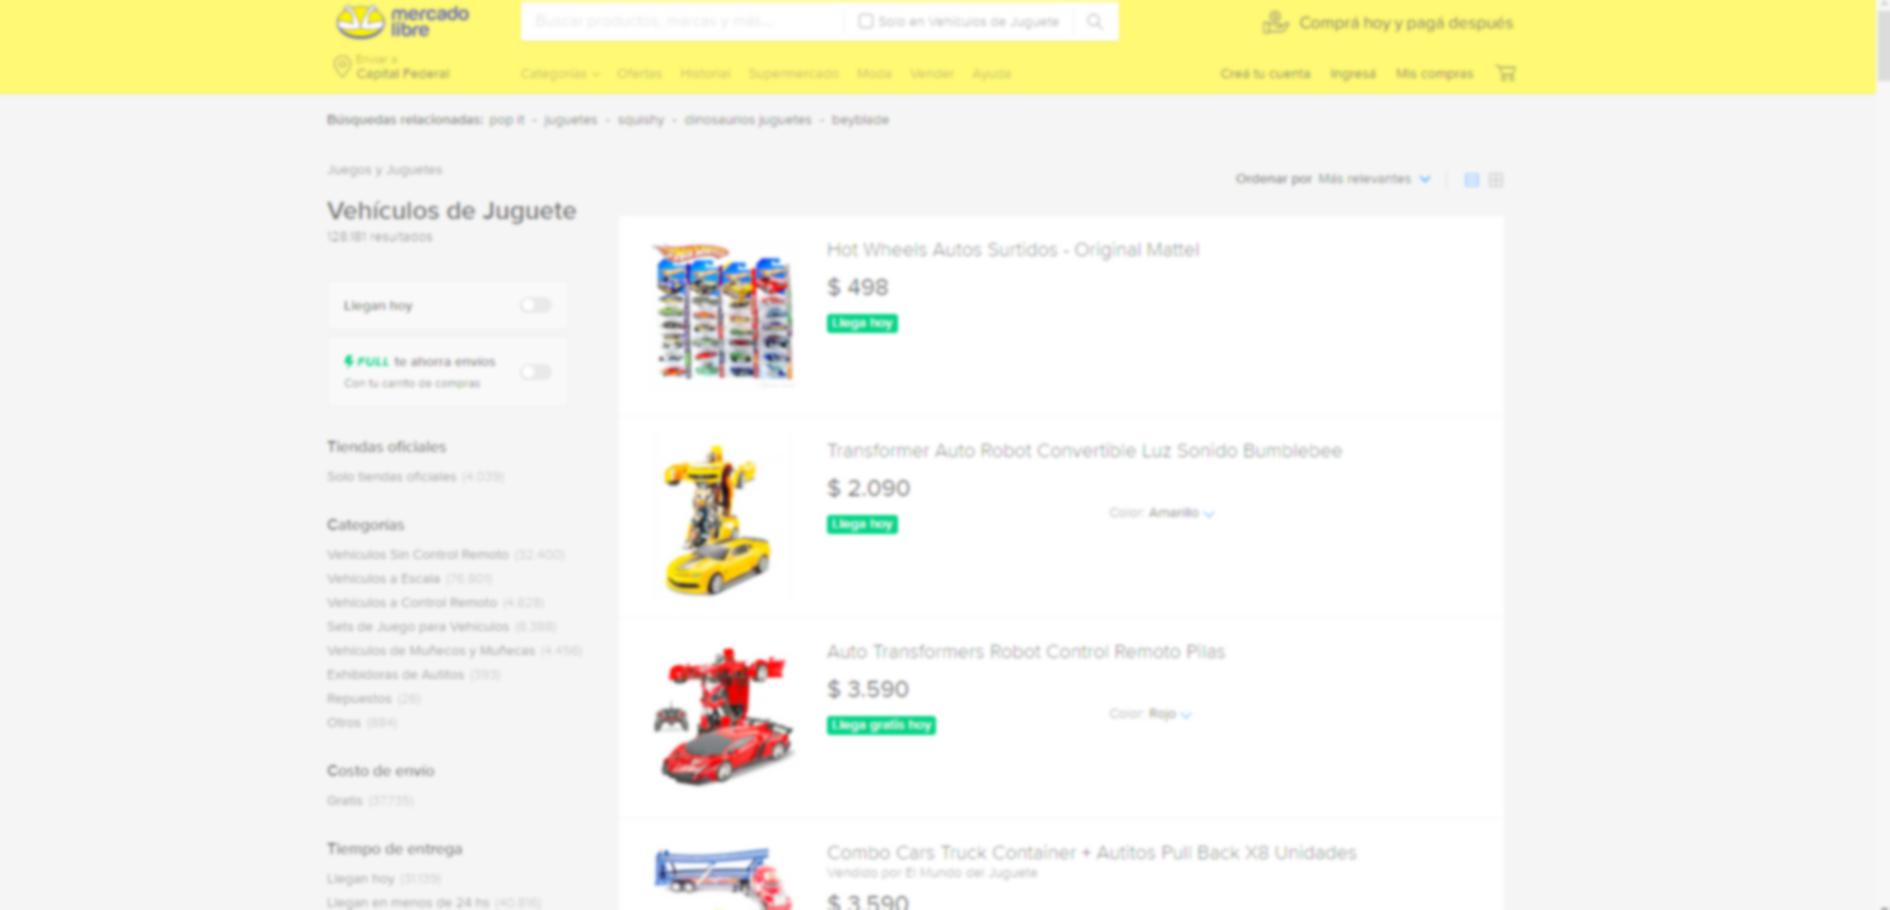 mercado
libre
Buscar productos, marcas y más...
Solo en Vehículos de Juguete
Comprá hoy y pagá después
Enviar a
Capital Federal
Categorías Ofertas Historial Supermercado Moda Vender Ayuda
Creá tu cuenta Ingresá Mis compras
Búsquedas relacionadas: pop it - juguetes - squishy - dinosaurios juguetes - beyblade
Juegos y Juguetes
Ordenar por Más relevantes
Vehículos de Juguete
128.181 resultados
Llegan hoy
FULL te ahorra envíos
Con tu carrito de compras
Tiendas oficiales
Solo tiendas oficiales (4.039)
Categorías
Vehículos Sin Control Remoto (32.400)
Vehículos a Escala (76.801)
Vehículos a Control Remoto (4.828)
Sets de Juego para Vehículos (8.388)
Vehículos de Muñecos y Muñecas (4.456)
Exhibidoras de Autitos (393)
Repuestos
Otros (884)
Costo de envío
Gratis (37.735)
Tiempo de entrega
Llegan hoy (31.139)
Llegan en menos de 24 hs (40.816)
Hot Wheels Autos Surtidos - Original Mattel
$ 498
Llega hoy
Transformer Auto Robot Convertible Luz Sonido Bumblebee
$ 2.090
Llega hoy
Color: Amarillo
Auto Transformers Robot Control Remoto Pilas
$ 3.590
Llega gratis hoy
Color: Rojo
Combo Cars Truck Container + Autitos Pull Back X8 Unidades
Vendido por El Mundo del Juguete
$ 3.590